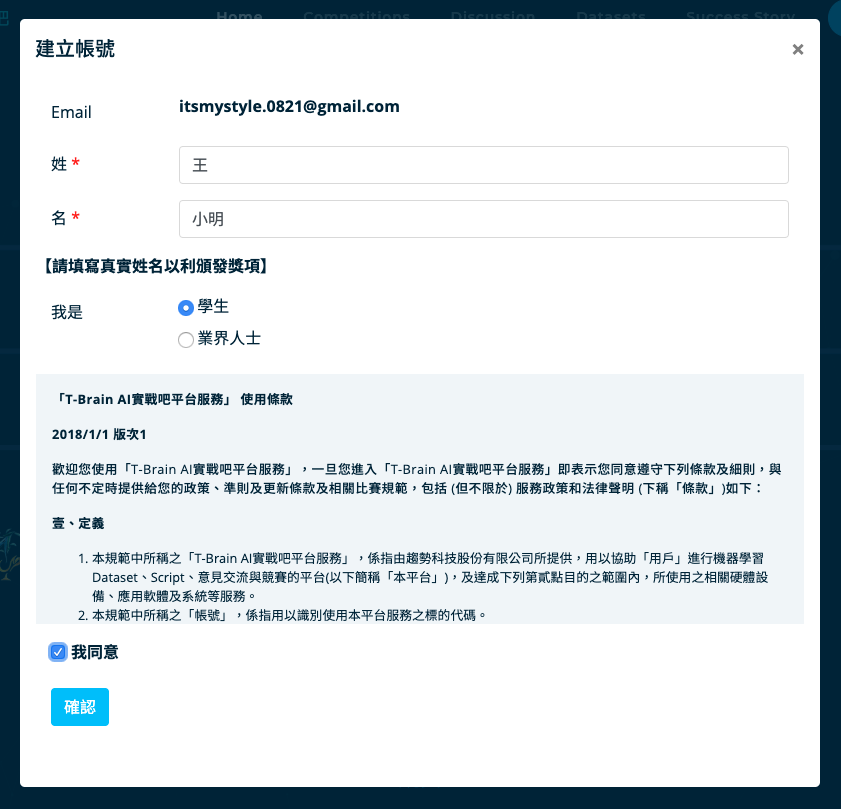 Home Competitions Discussion Datasets Success Story
建立帳號 ×
Email itsmystyle.0821@gmail.com
姓 * 王
名 * 小明
【請填寫真實姓名以利頒發獎項】
我是 學生
業界人士
「T-Brain AI實戰吧平台服務」 使用條款
2018/1/1 版次1
歡迎您使用「T-Brain AI實戰吧平台服務」，一旦您進入「T-Brain AI實戰吧平台服務」即表示您同意遵守下列條款及細則，與
任何不定時提供給您的政策、準則及更新條款及相關比賽規範，包括 (但不限於) 服務政策和法律聲明 (下稱「條款」)如下：
壹、定義
1. 本規範中所稱之「T-Brain AI實戰吧平台服務」，係指由趨勢科技股份有限公司所提供，用以協助「用戶」進行機器學習
Dataset、Script、意見交流與競賽的平台(以下簡稱「本平台」)，及達成下列第貳點目的之範圍內，所使用之相關硬體設
備、應用軟體及系統等服務。
2. 本規範中所稱之「帳號」，係指用以識別使用本平台服務之標的代碼。
我同意
確認